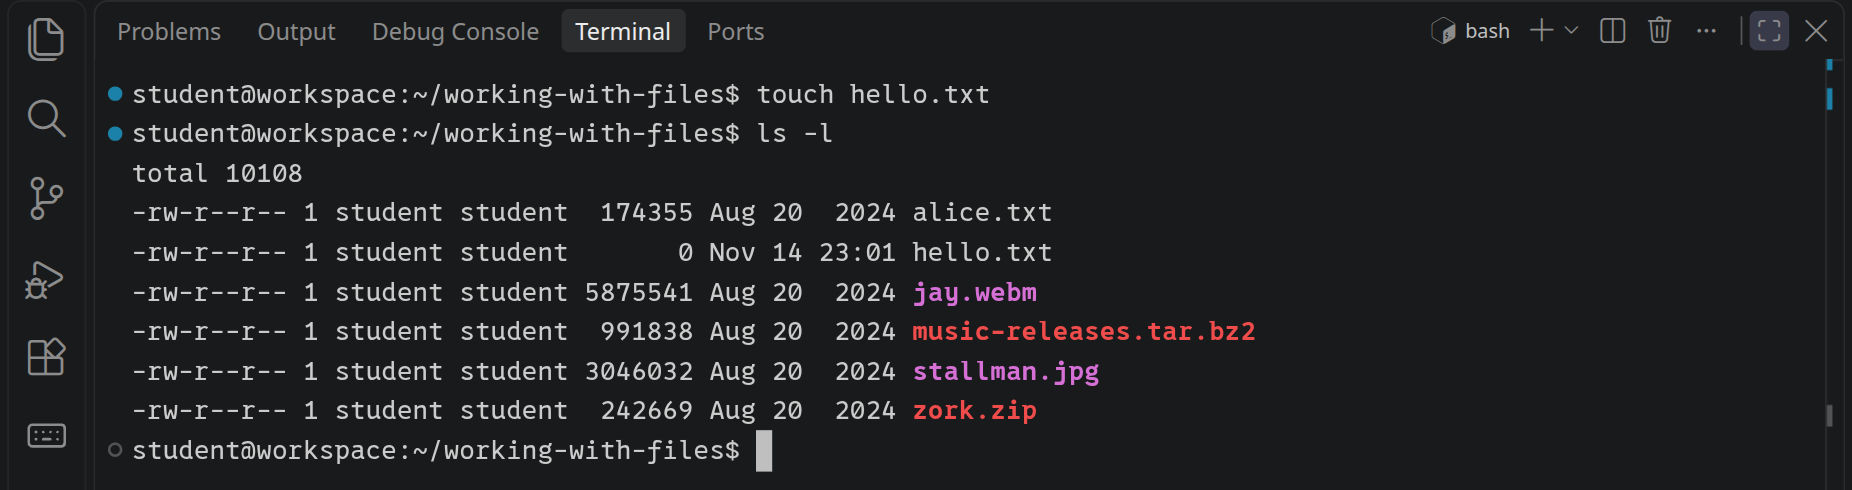 Problems Output Debug Console Terminal Ports bash
student@workspace:~/working-with-files$ touch hello.txt
student@workspace:~/working-with-files$ ls -l
total 10108
-rw-r--r-- 1 student student  174355 Aug 20  2024 alice.txt
-rw-r--r-- 1 student student       0 Nov 14 23:01 hello.txt
-rw-r--r-- 1 student student 5875541 Aug 20  2024 jay.webm
-rw-r--r-- 1 student student  991838 Aug 20  2024 music-releases.tar.bz2
-rw-r--r-- 1 student student 3046032 Aug 20  2024 stallman.jpg
-rw-r--r-- 1 student student  242669 Aug 20  2024 zork.zip
student@workspace:~/working-with-files$